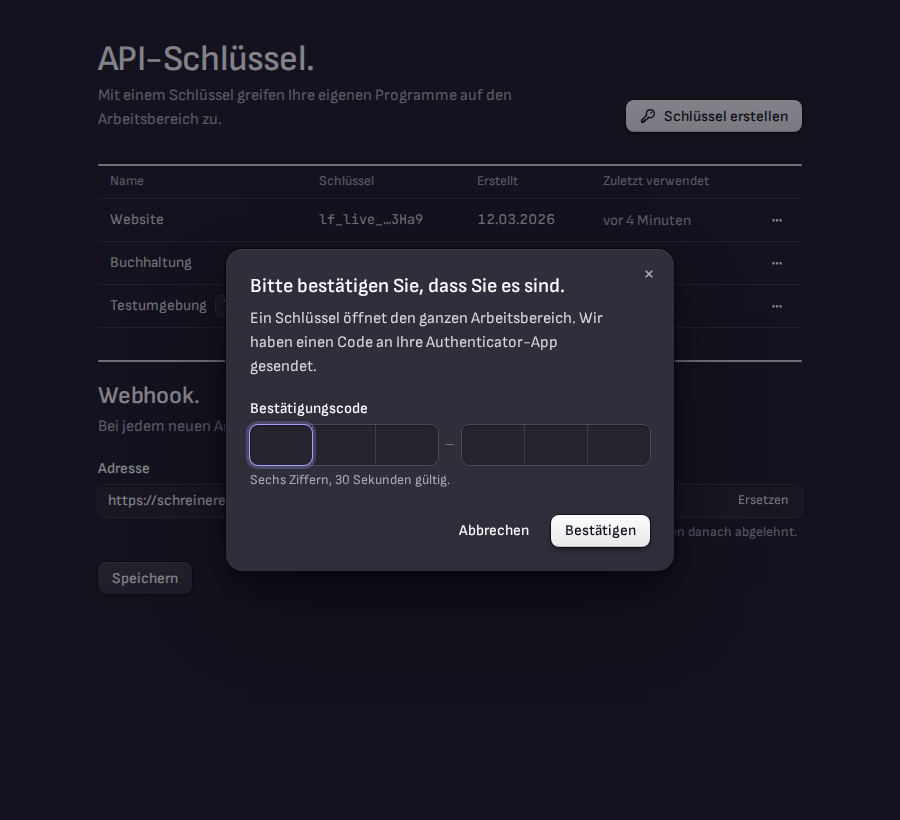 API-Schlüssel.
Mit einem Schlüssel greifen Ihre eigenen Programme auf den
Arbeitsbereich zu.
Schlüssel erstellen
Name Schlüssel Erstellt Zuletzt verwendet
Website lf_live_…3Ha9 12.03.2026 vor 4 Minuten
Buchhaltung
Testumgebung
Bitte bestätigen Sie, dass Sie es sind.
×
Ein Schlüssel öffnet den ganzen Arbeitsbereich. Wir
haben einen Code an Ihre Authenticator-App
gesendet.
Bestätigungscode
–
Sechs Ziffern, 30 Sekunden gültig.
Abbrechen Bestätigen
Webhook.
Bei jedem neuen
Adresse
https://schreinere Ersetzen
danach abgelehnt.
Speichern